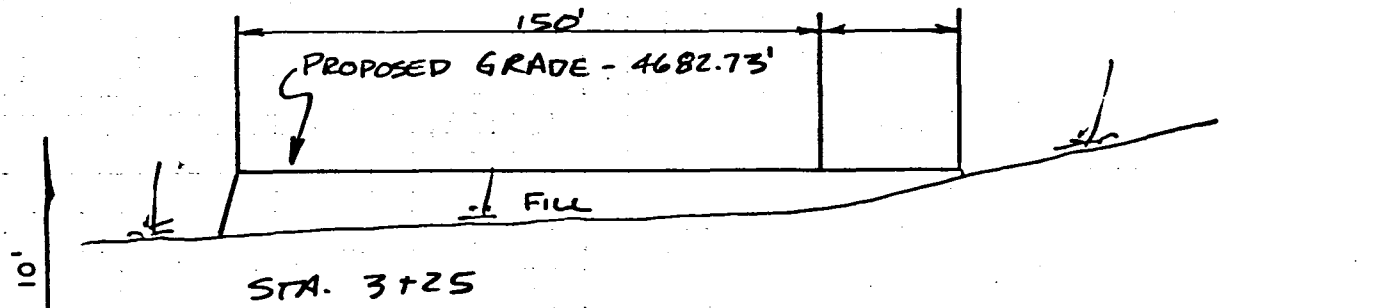 150'
PROPOSED GRADE - 4682.73'
FILL
10'
STA. 3+25